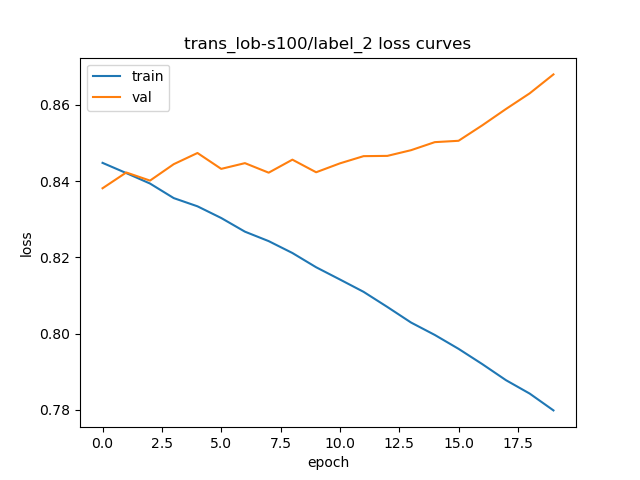 trans_lob-s100/label_2 loss curves
train
val
0.86
0.84
0.82
0.80
0.78
loss
0.0 2.5 5.0 7.5 10.0 12.5 15.0 17.5
epoch